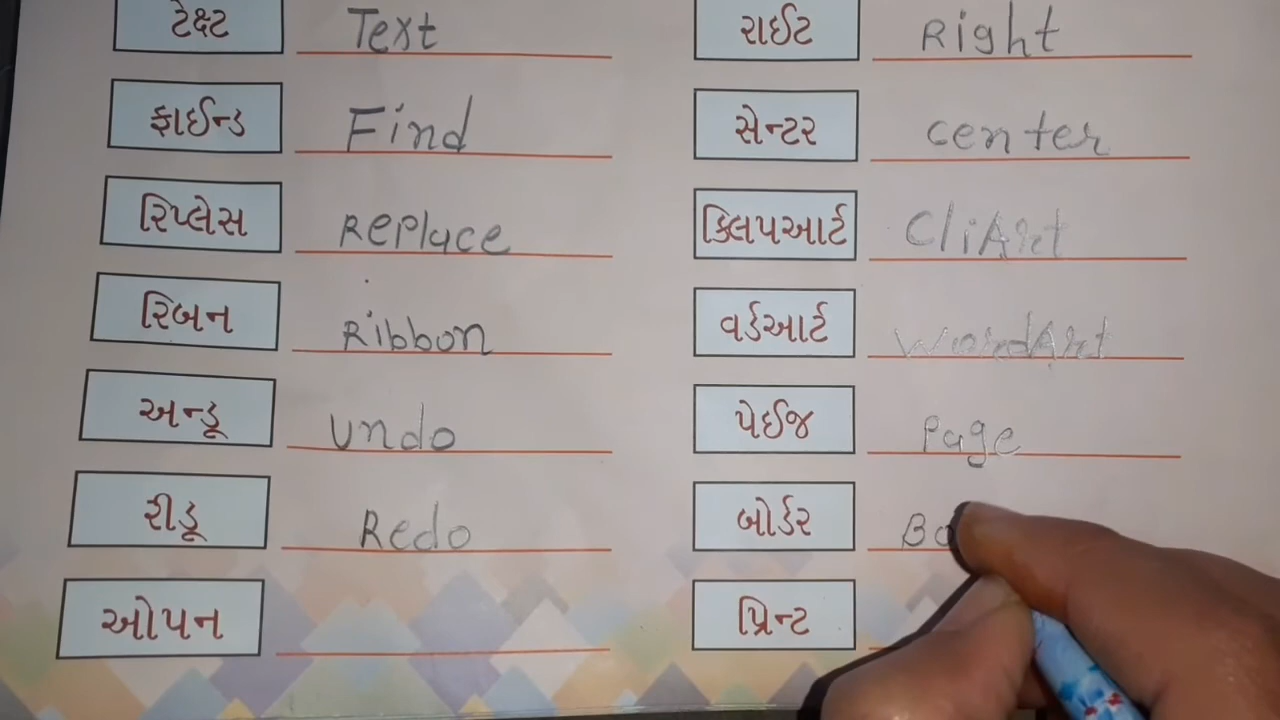 ટેક્ષ્ટ Text
ફાઈન્ડ Find
રિપ્લેસ Replace
રિબન Ribbon
અન્ડૂ Undo
રીડૂ Redo
ઓપન
રાઈટ Right
સેન્ટર center
ક્લિપઆર્ટ CliArt
વર્ડઆર્ટ WordArt
પેઈજ Page
બોર્ડર Bo
પ્રિન્ટ